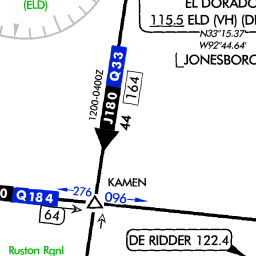 (ELD)
EL DORADO
115.5 ELD (VH) (D
N33°15.37
W92°44.64'
JONESBORO
1200-0400Z
J180 Q33
164
44
KAMEN
276
096
0 Q184
64
DE RIDDER 122.4
Ruston Rgnl